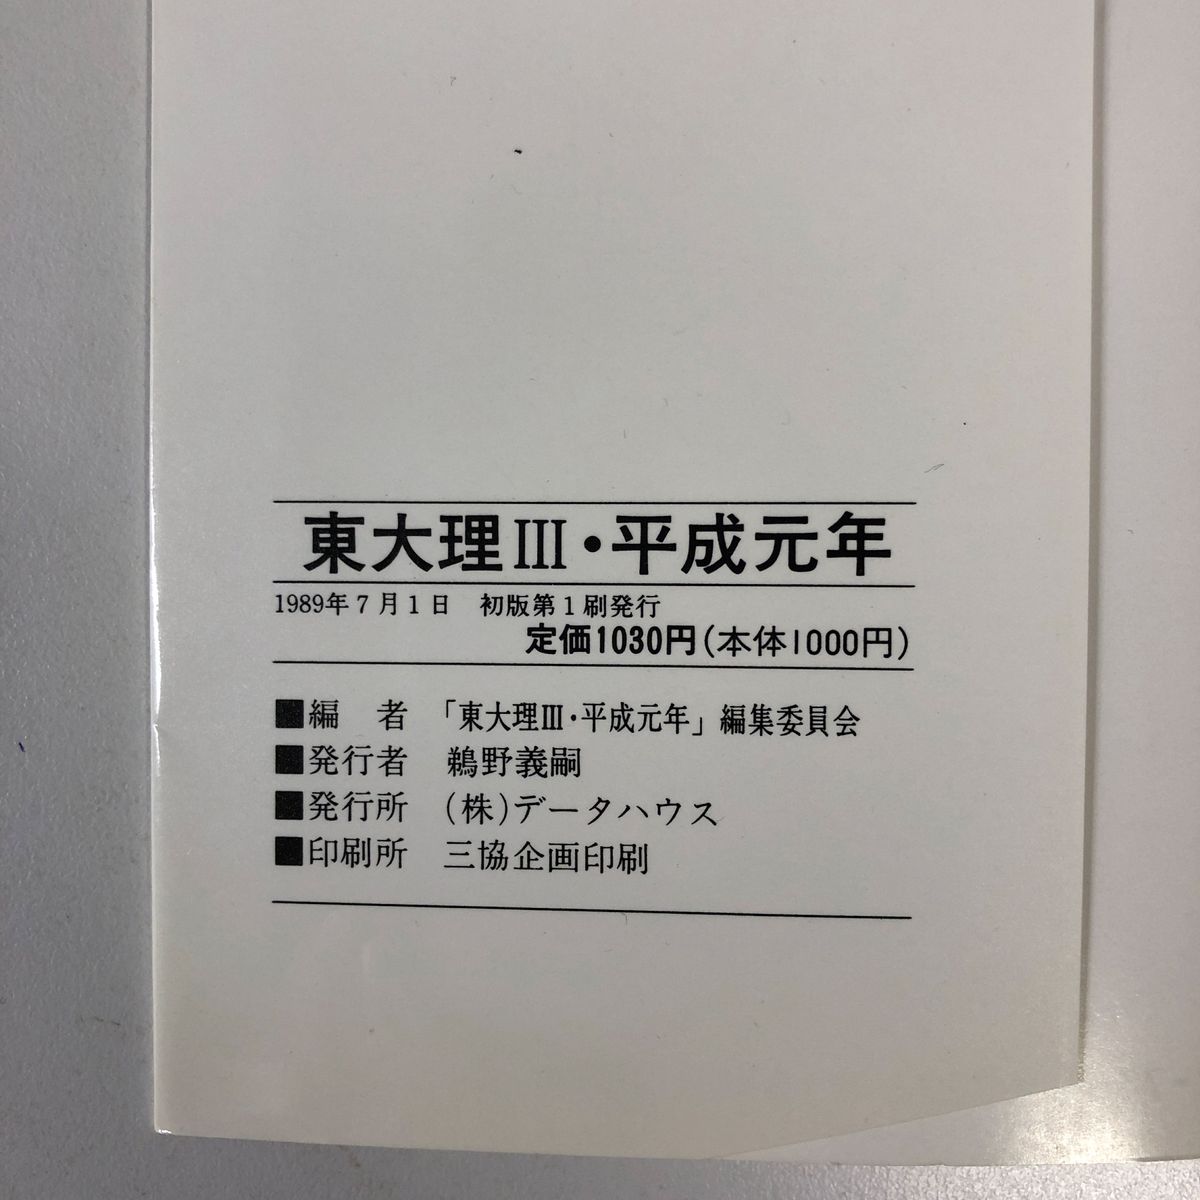 東大理Ⅲ・平成元年
1989年7月1日　初版第1刷発行
定価1030円(本体1000円)
■編　者　「東大理Ⅲ・平成元年」編集委員会
■発行者　鵜野義嗣
■発行所　(株)データハウス
■印刷所　三協企画印刷